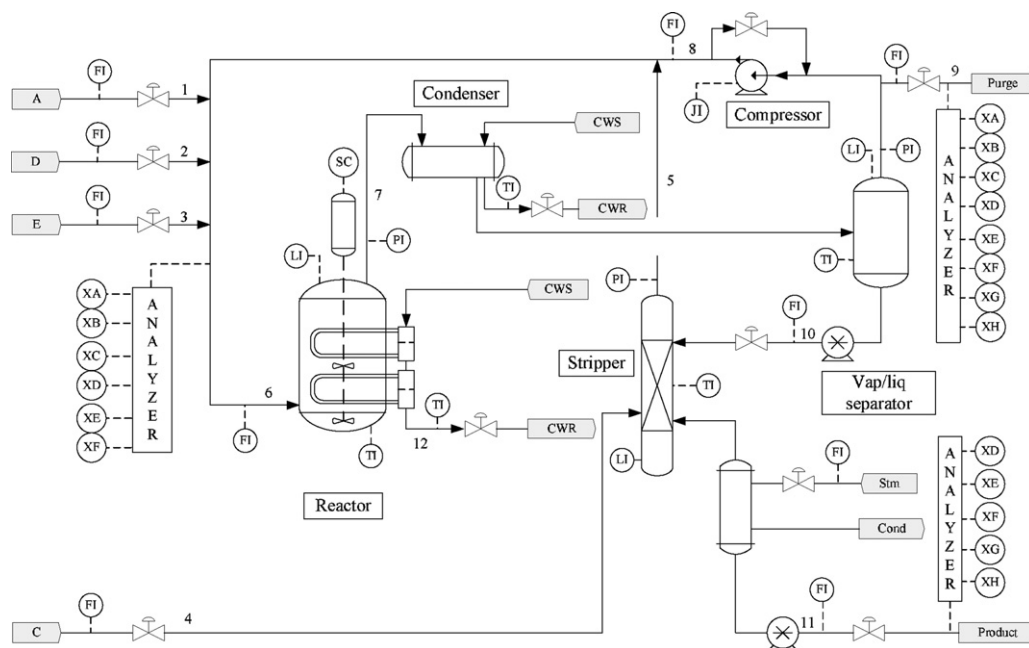 FI
8
FI
FI
9
Purge
A
1
JI
Compressor
Condenser
CWS
FI
D
2
SC
7
TI
CWR
5
LI
PI
XA
XB
XC
XD
XE
XF
XG
XH
ANALYZER
FI
E
3
LI
PI
TI
PI
CWS
XA
XB
XC
XD
XE
XF
ANALYZER
6
FI
TI
12
CWR
TI
Reactor
Stripper
TI
LI
FI
10
Vap/liq
separator
FI
Stm
Cond
ANALYZER
XD
XE
XF
XG
XH
FI
C
4
FI
11
Product